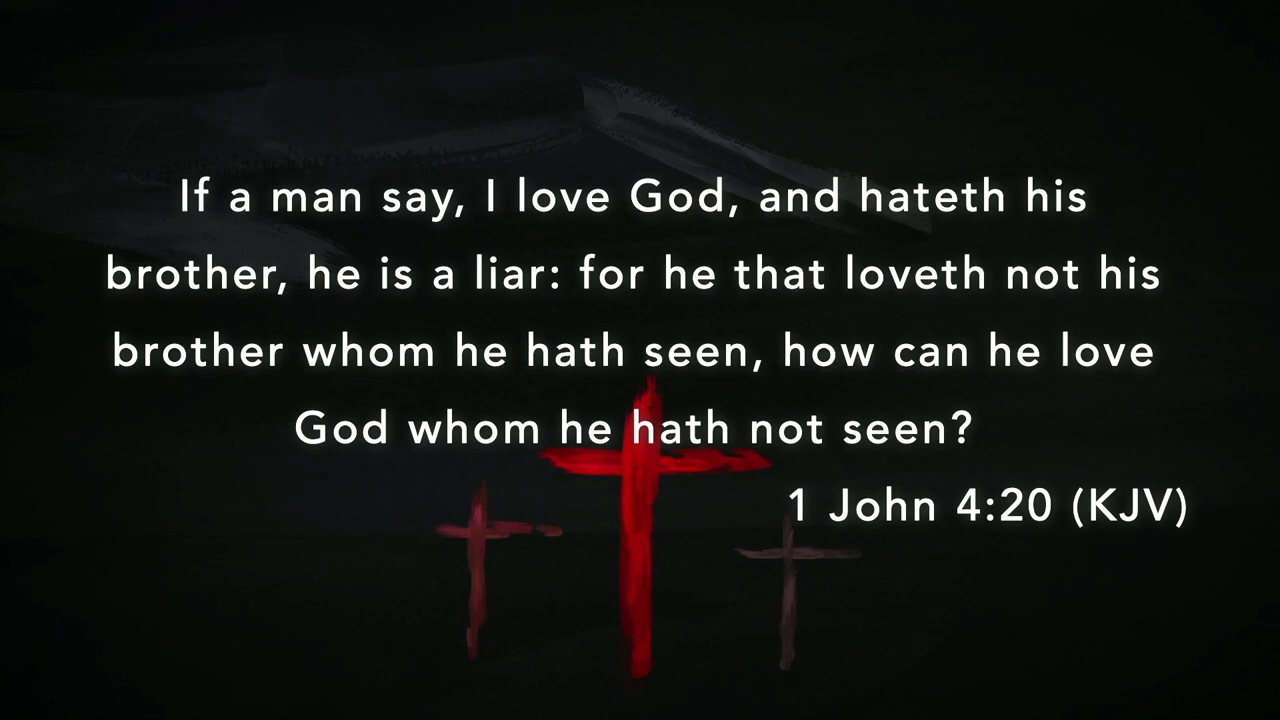 If a man say, I love God, and hateth his
brother, he is a liar: for he that loveth not his
brother whom he hath seen, how can he love
God whom he hath not seen?
1 John 4:20 (KJV)